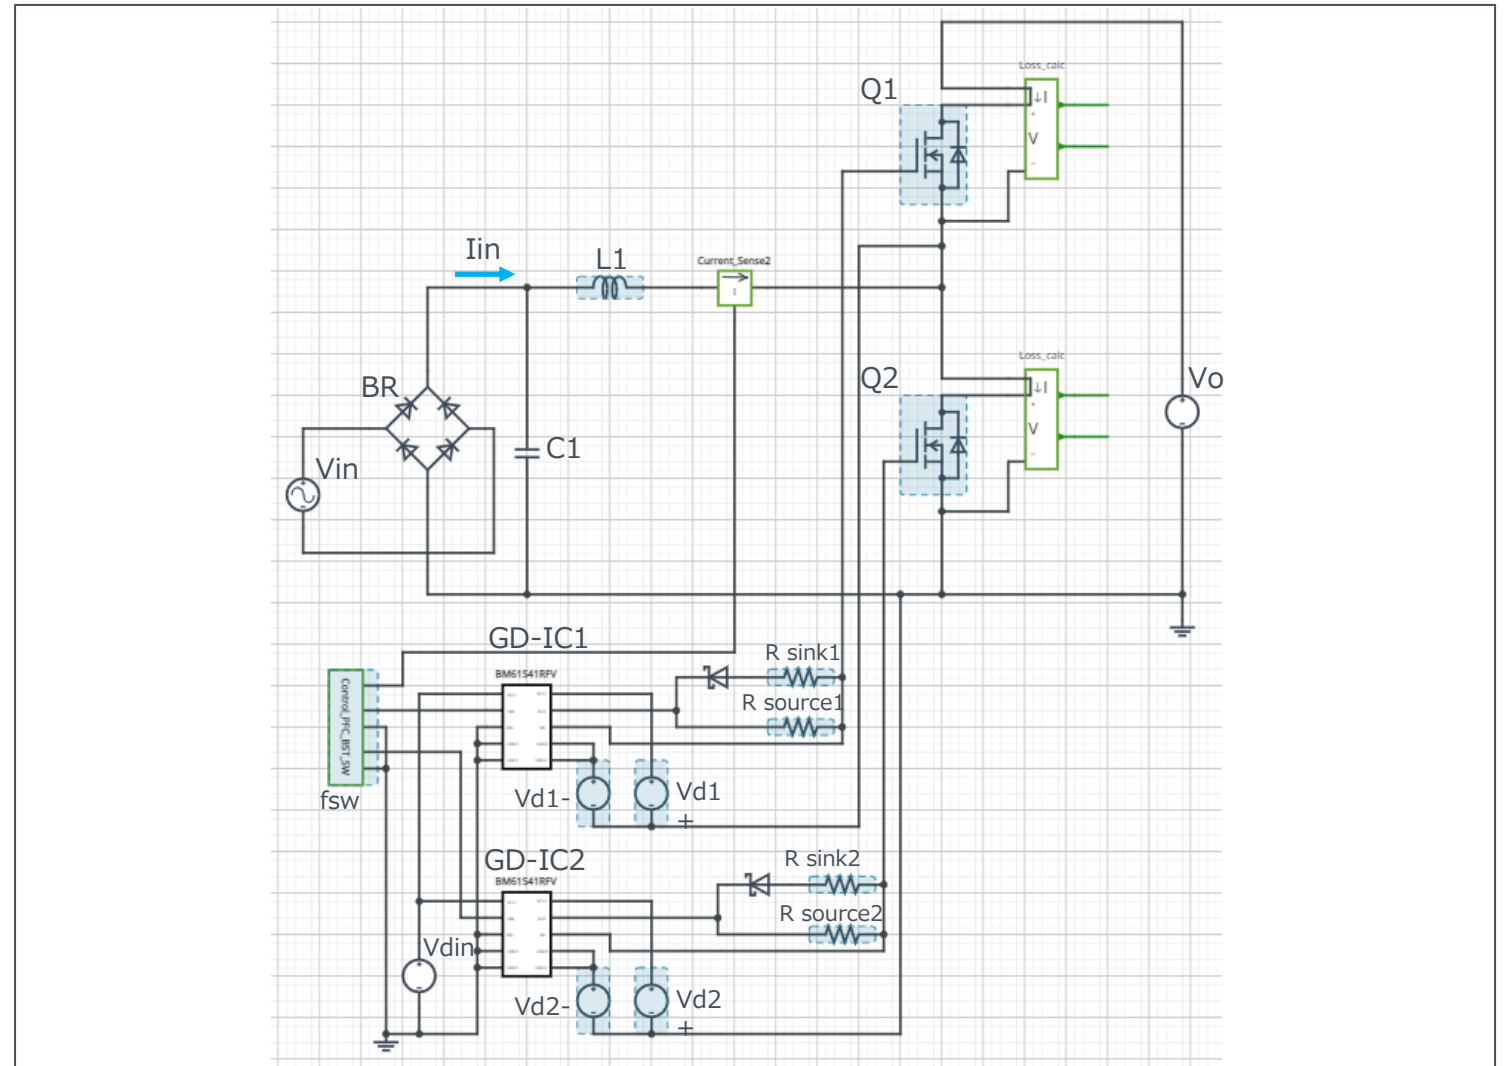 Loss_calc
Q1
↓I
+
V
-
Iin
L1
Current_Sense2
I
Loss_calc
Q2
↓I
+
V
-
Vo
BR
C1
Vin
GD-IC1
BM61S41RFV
R sink1
R source1
Control_PFC_BST_SW
fsw
Vd1-
Vd1
+
GD-IC2
BM61S41RFV
R sink2
R source2
Vdin
Vd2-
Vd2
+